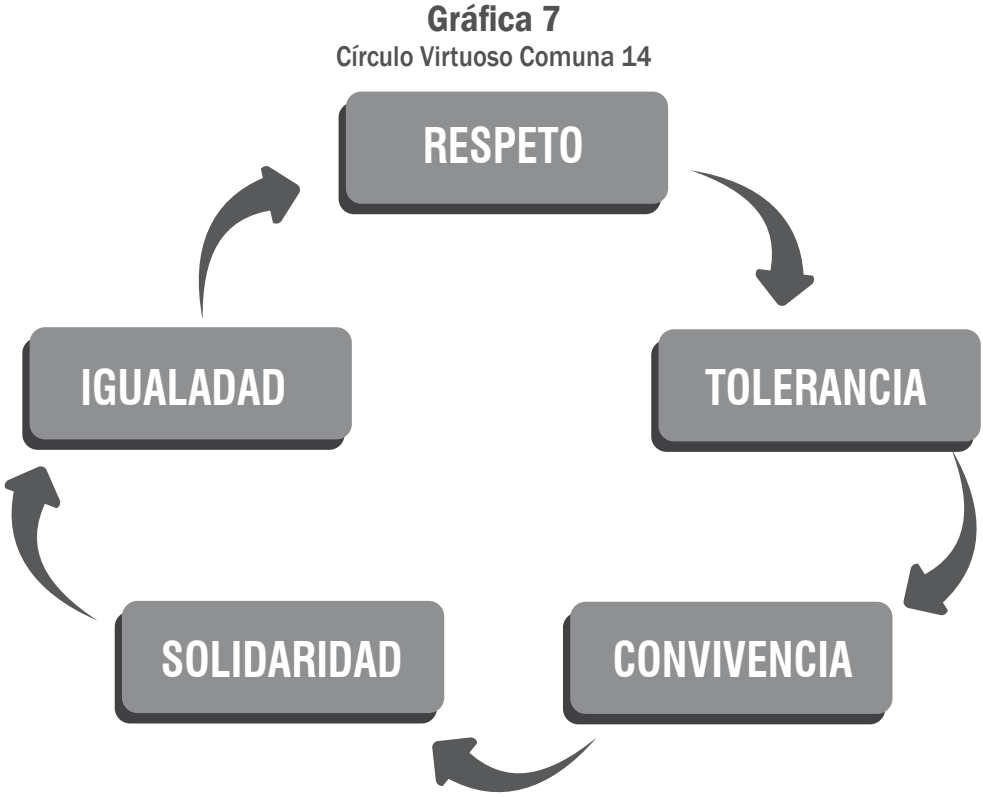 Gráfica 7
Círculo Virtuoso Comuna 14
RESPETO
TOLERANCIA
CONVIVENCIA
SOLIDARIDAD
IGUALADAD